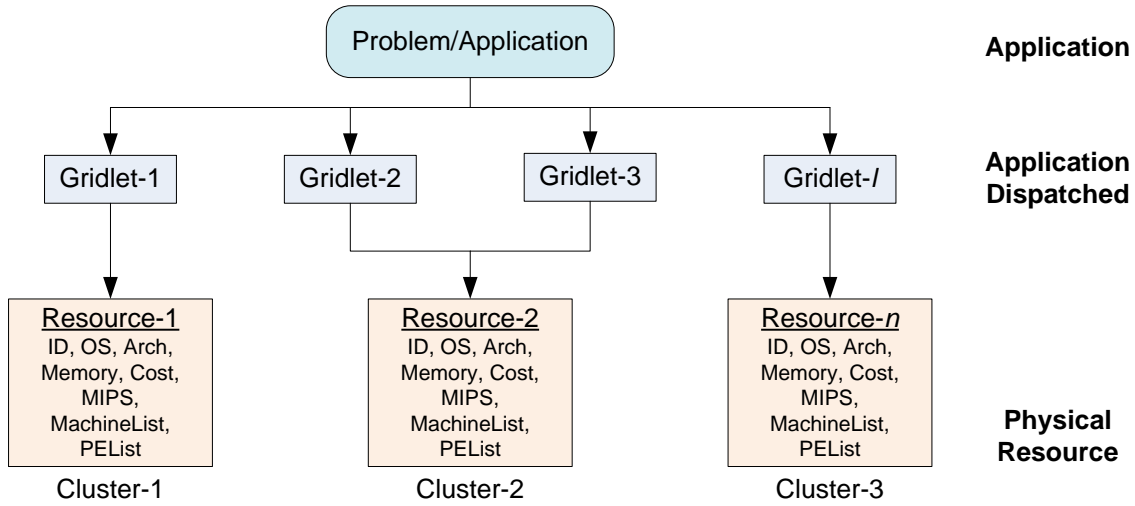 Problem/Application
Application
Gridlet-1
Gridlet-2
Gridlet-3
Gridlet-l
Application
Dispatched
Resource-1
ID, OS, Arch,
Memory, Cost,
MIPS,
MachineList,
PEList
Resource-2
ID, OS, Arch,
Memory, Cost,
MIPS,
MachineList,
PEList
Resource-n
ID, OS, Arch,
Memory, Cost,
MIPS,
MachineList,
PEList
Physical
Resource
Cluster-1
Cluster-2
Cluster-3